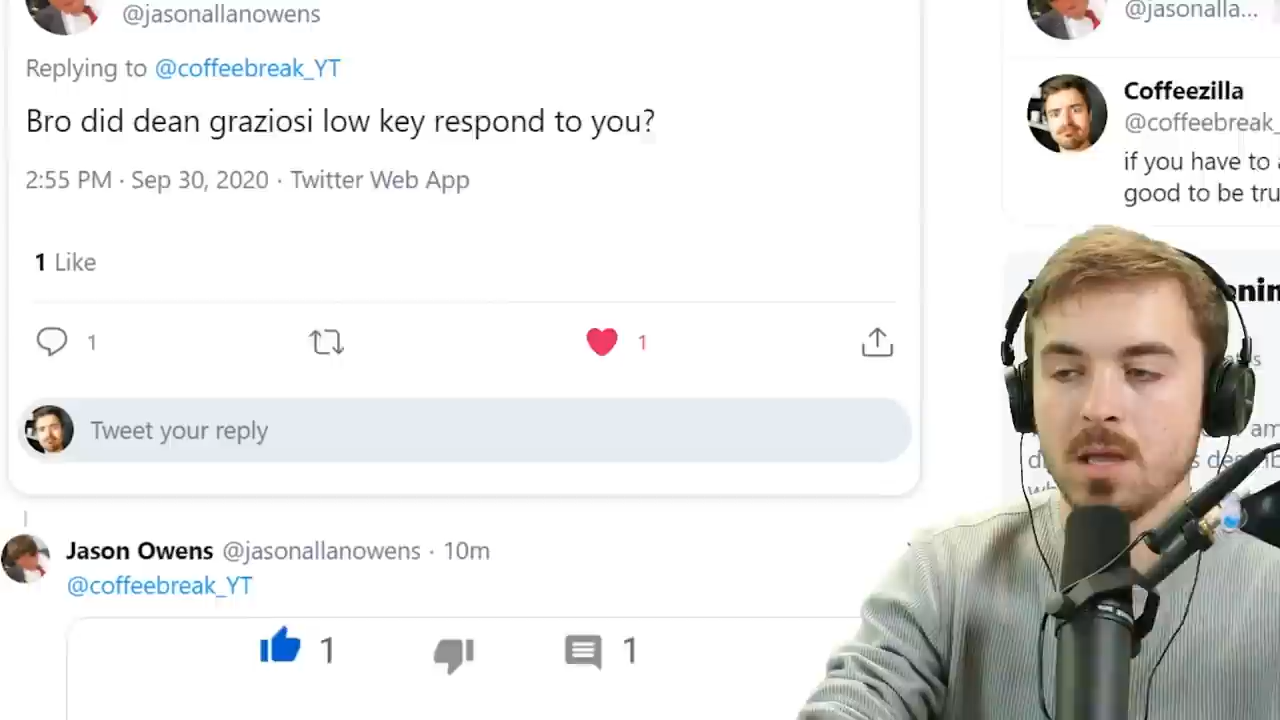 @jasonallanowens
Replying to @coffeebreak_YT
Bro did dean graziosi low key respond to you?
2:55 PM · Sep 30, 2020 · Twitter Web App
1 Like
1
1
Tweet your reply
Jason Owens @jasonallanowens · 10m
@coffeebreak_YT
1
1
@jasonalla...
Coffeezilla
@coffeebreak_
if you have to
good to be tru